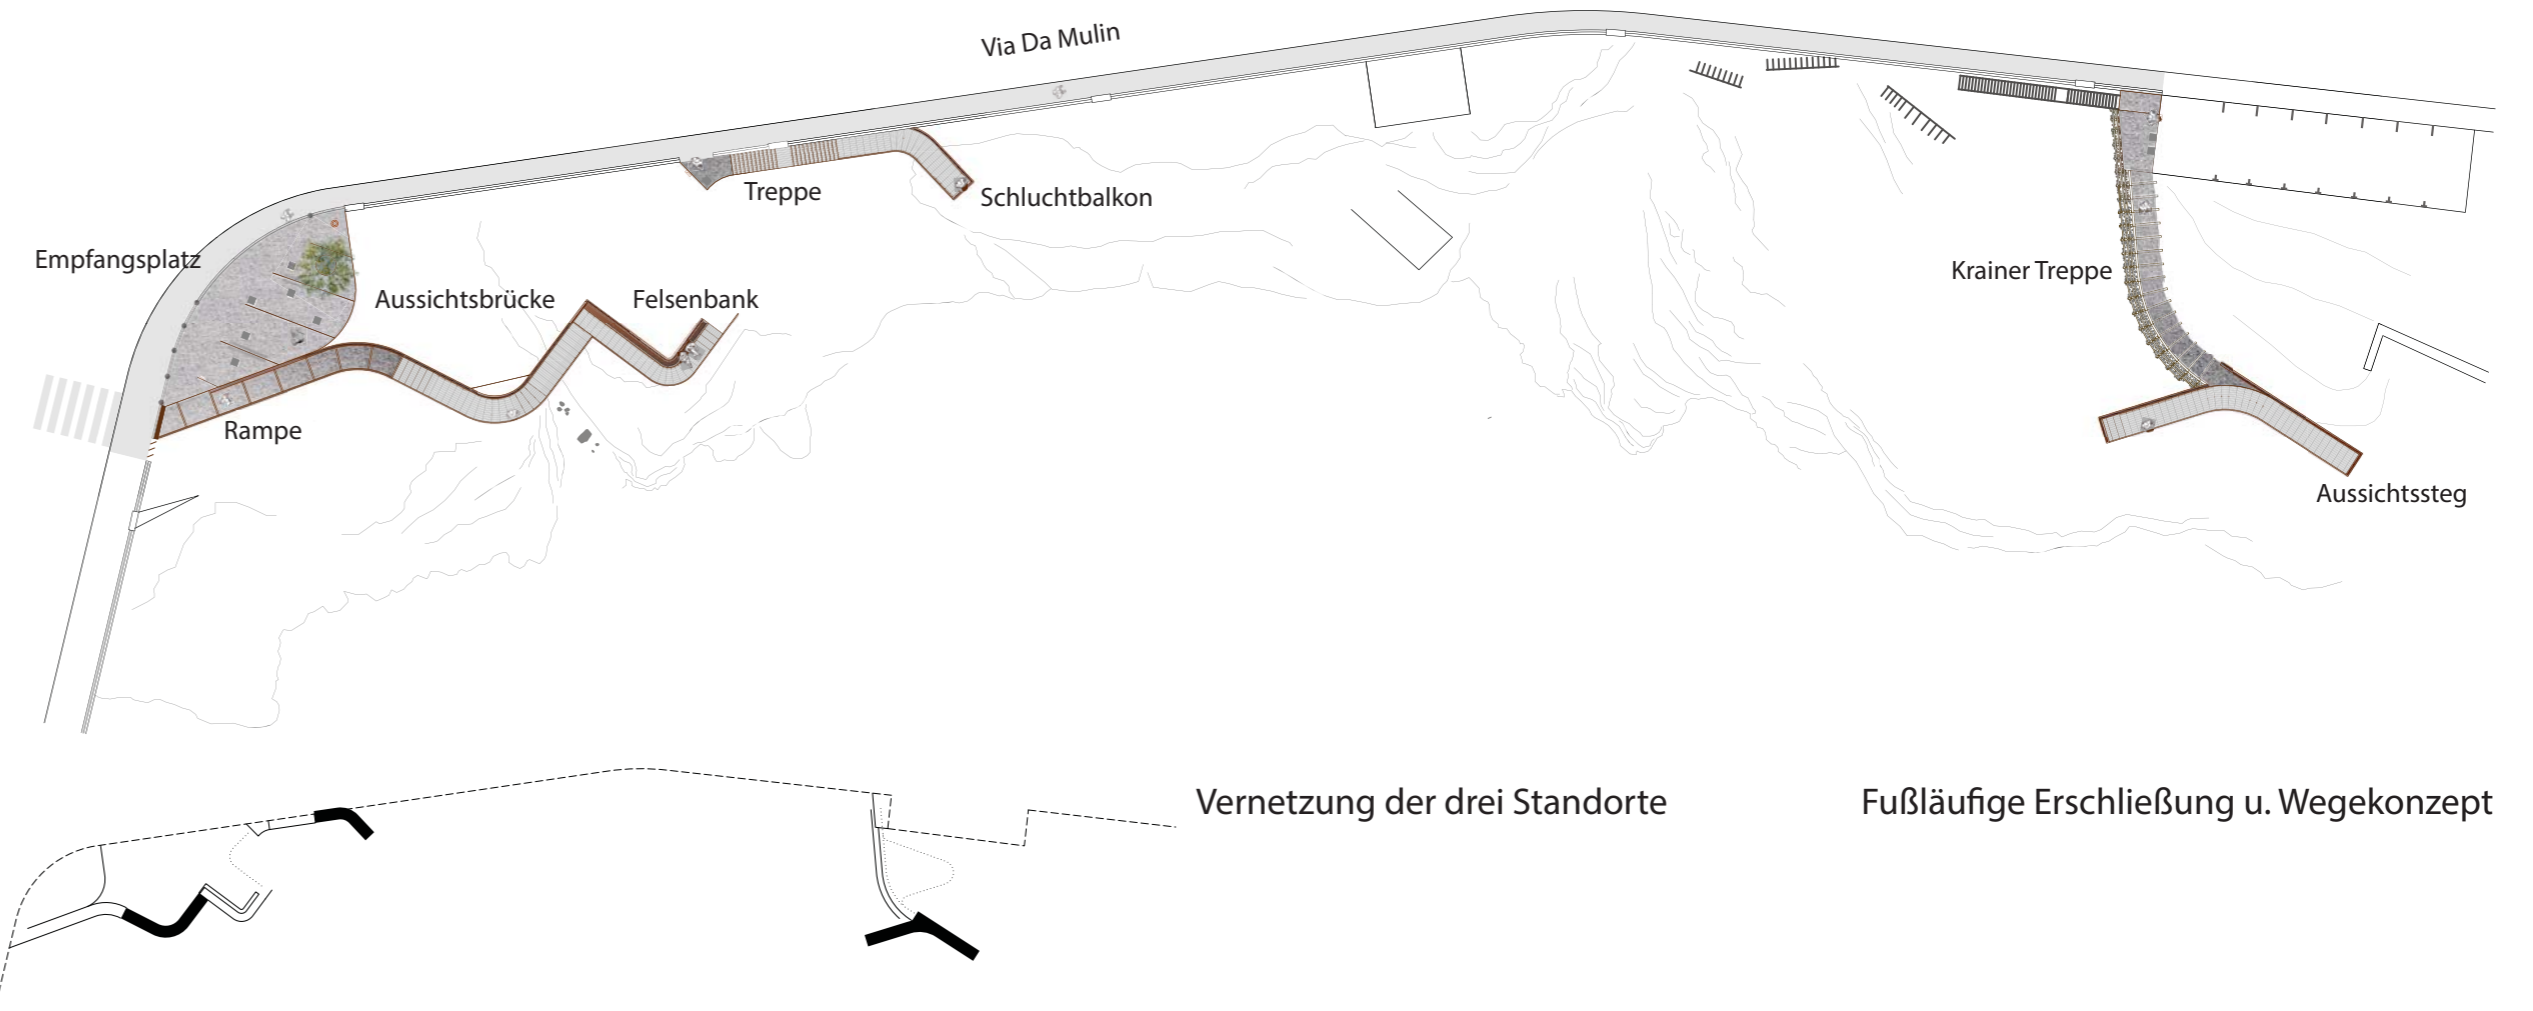 Via Da Mulin
Treppe
Schluchtbalkon
Empfangsplatz
Aussichtsbrücke
Felsenbank
Krainer Treppe
Rampe
Aussichtssteg
Vernetzung der drei Standorte
Fußläufige Erschließung u. Wegekonzept